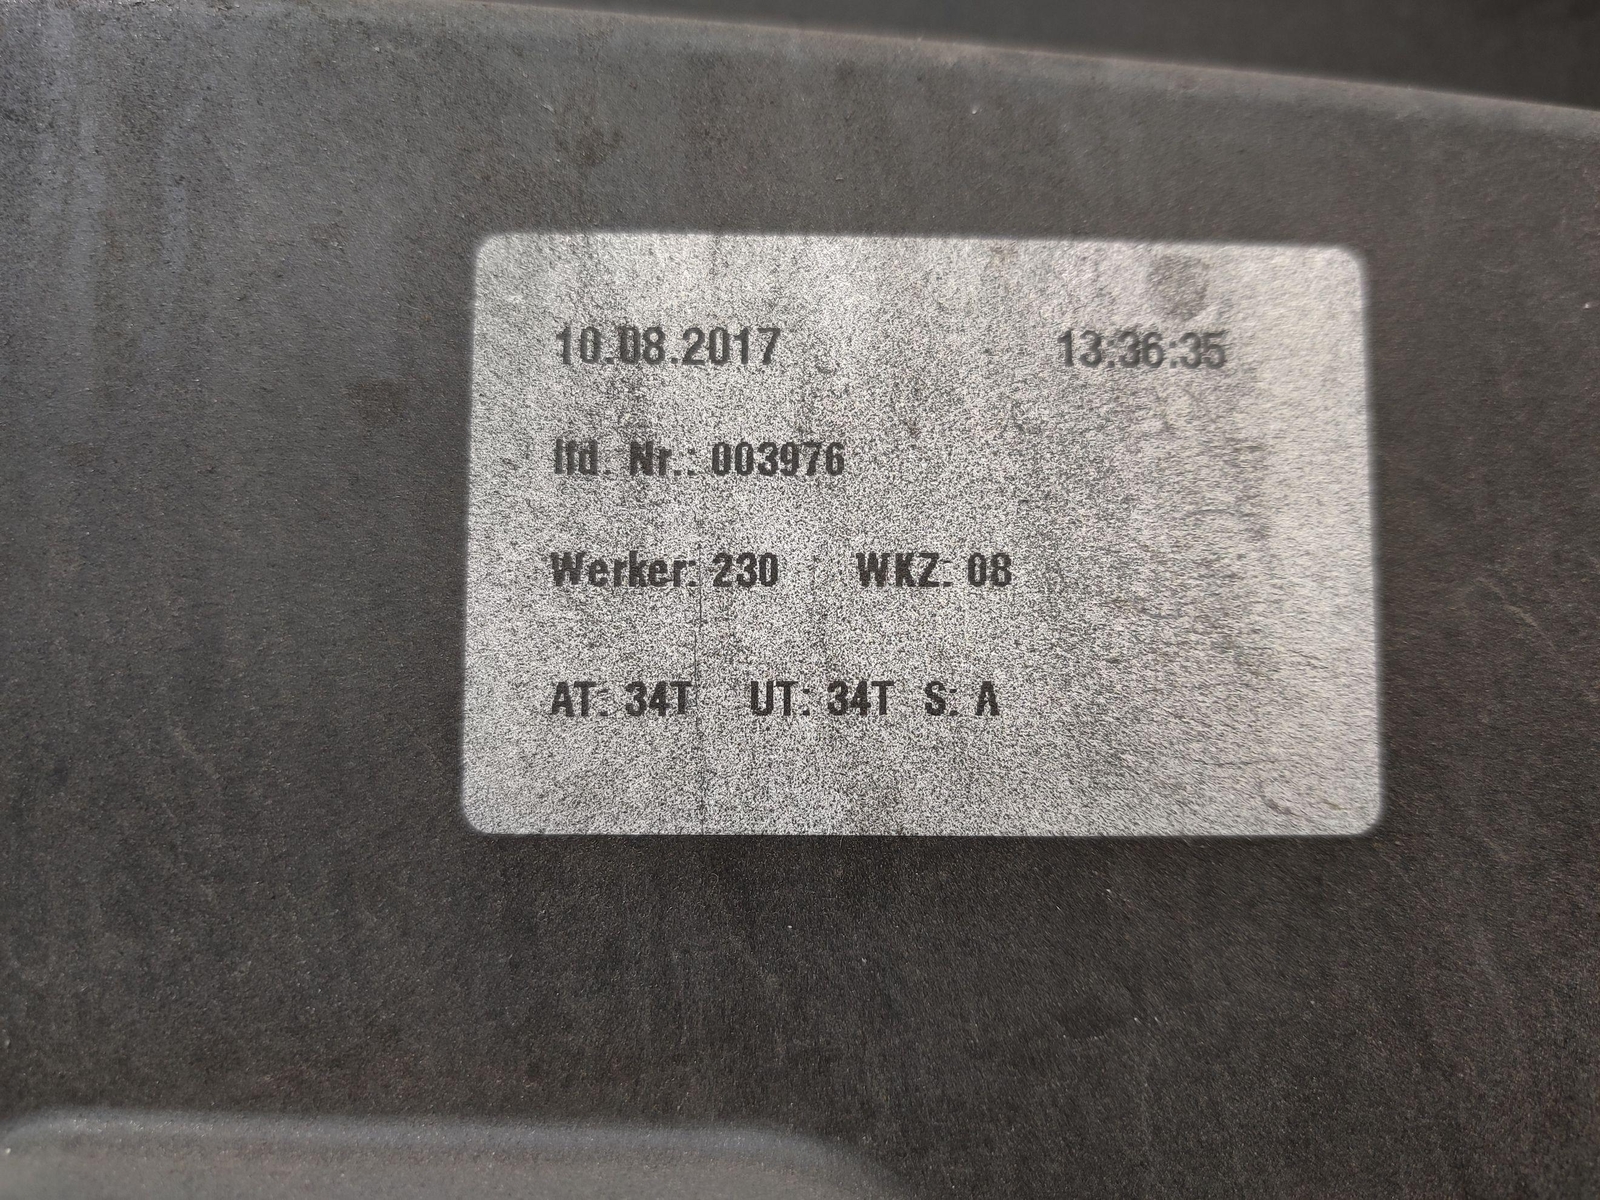 10.08.2017 13:36:35
lfd. Nr.: 003976
Werker: 230 WKZ: 08
AT: 34T UT: 34T S: A